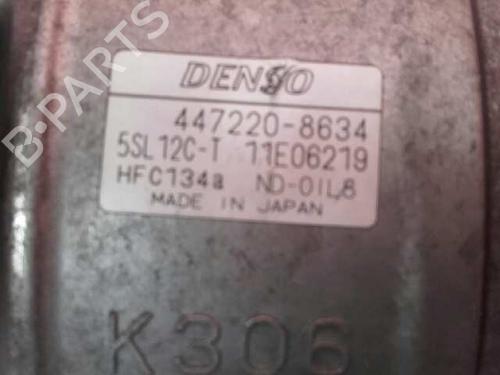 DENSO
447220-8634
5SL12C-T 11E06219
HFC134a ND-OIL8
MADE IN JAPAN
K306
B-PARTS